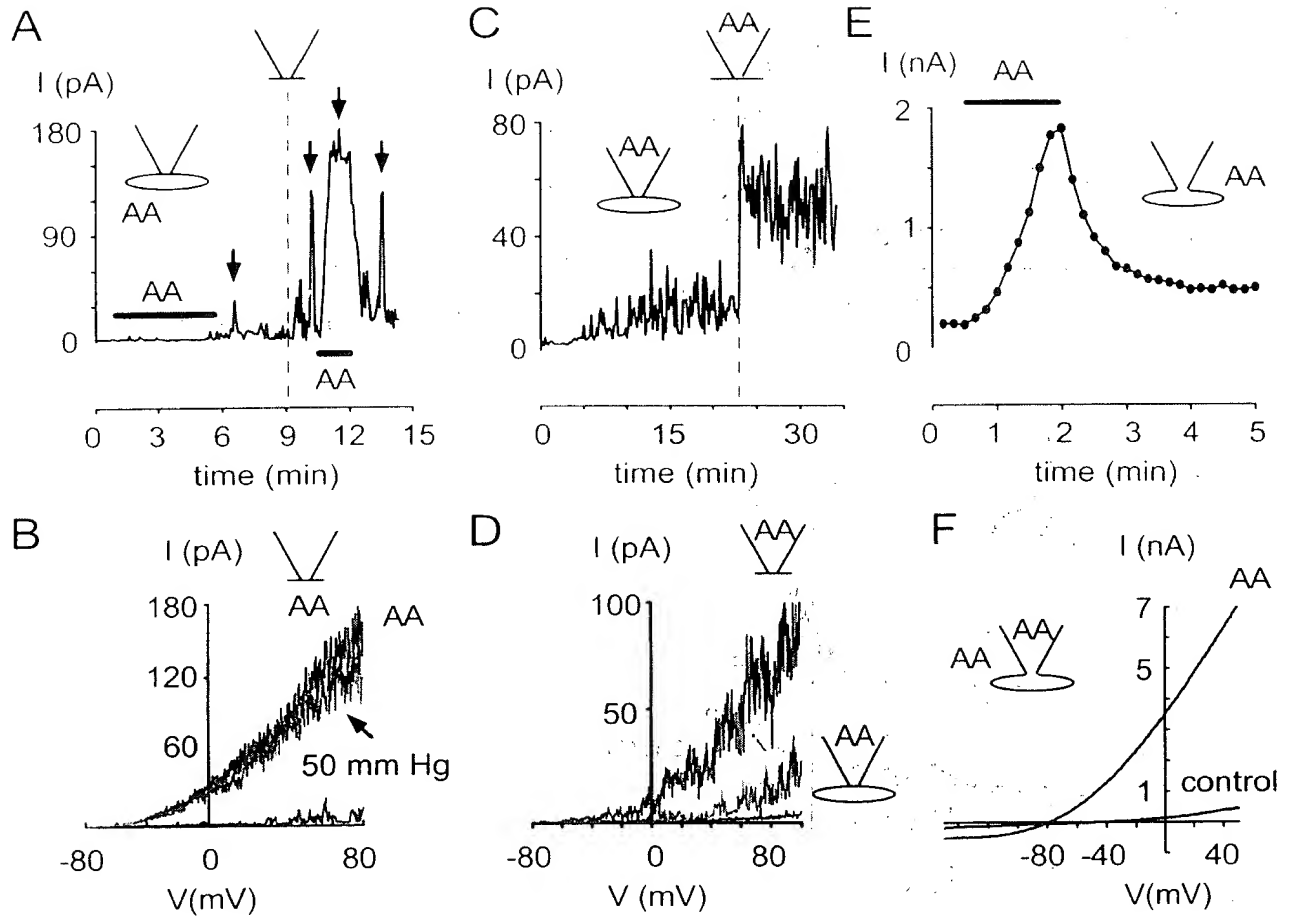 A
I (pA)
180
90
0
AA
AA
AA
0 3 6 9 12 15
time (min)
C
AA
I (pA)
80
40
0
AA
0 15 30
time (min)
E
I (nA)
AA
2
1
0
AA
0 1 2 3 4 5
time (min)
B
I (pA)
180
120
60
AA
AA
50 mm Hg
-80 0 80
V(mV)
D
I (pA)
AA
100
50
AA
-80 0 80
V(mV)
F
I (nA)
AA
7
5
1
AA
AA
control
-80 -40 40
V(mV)